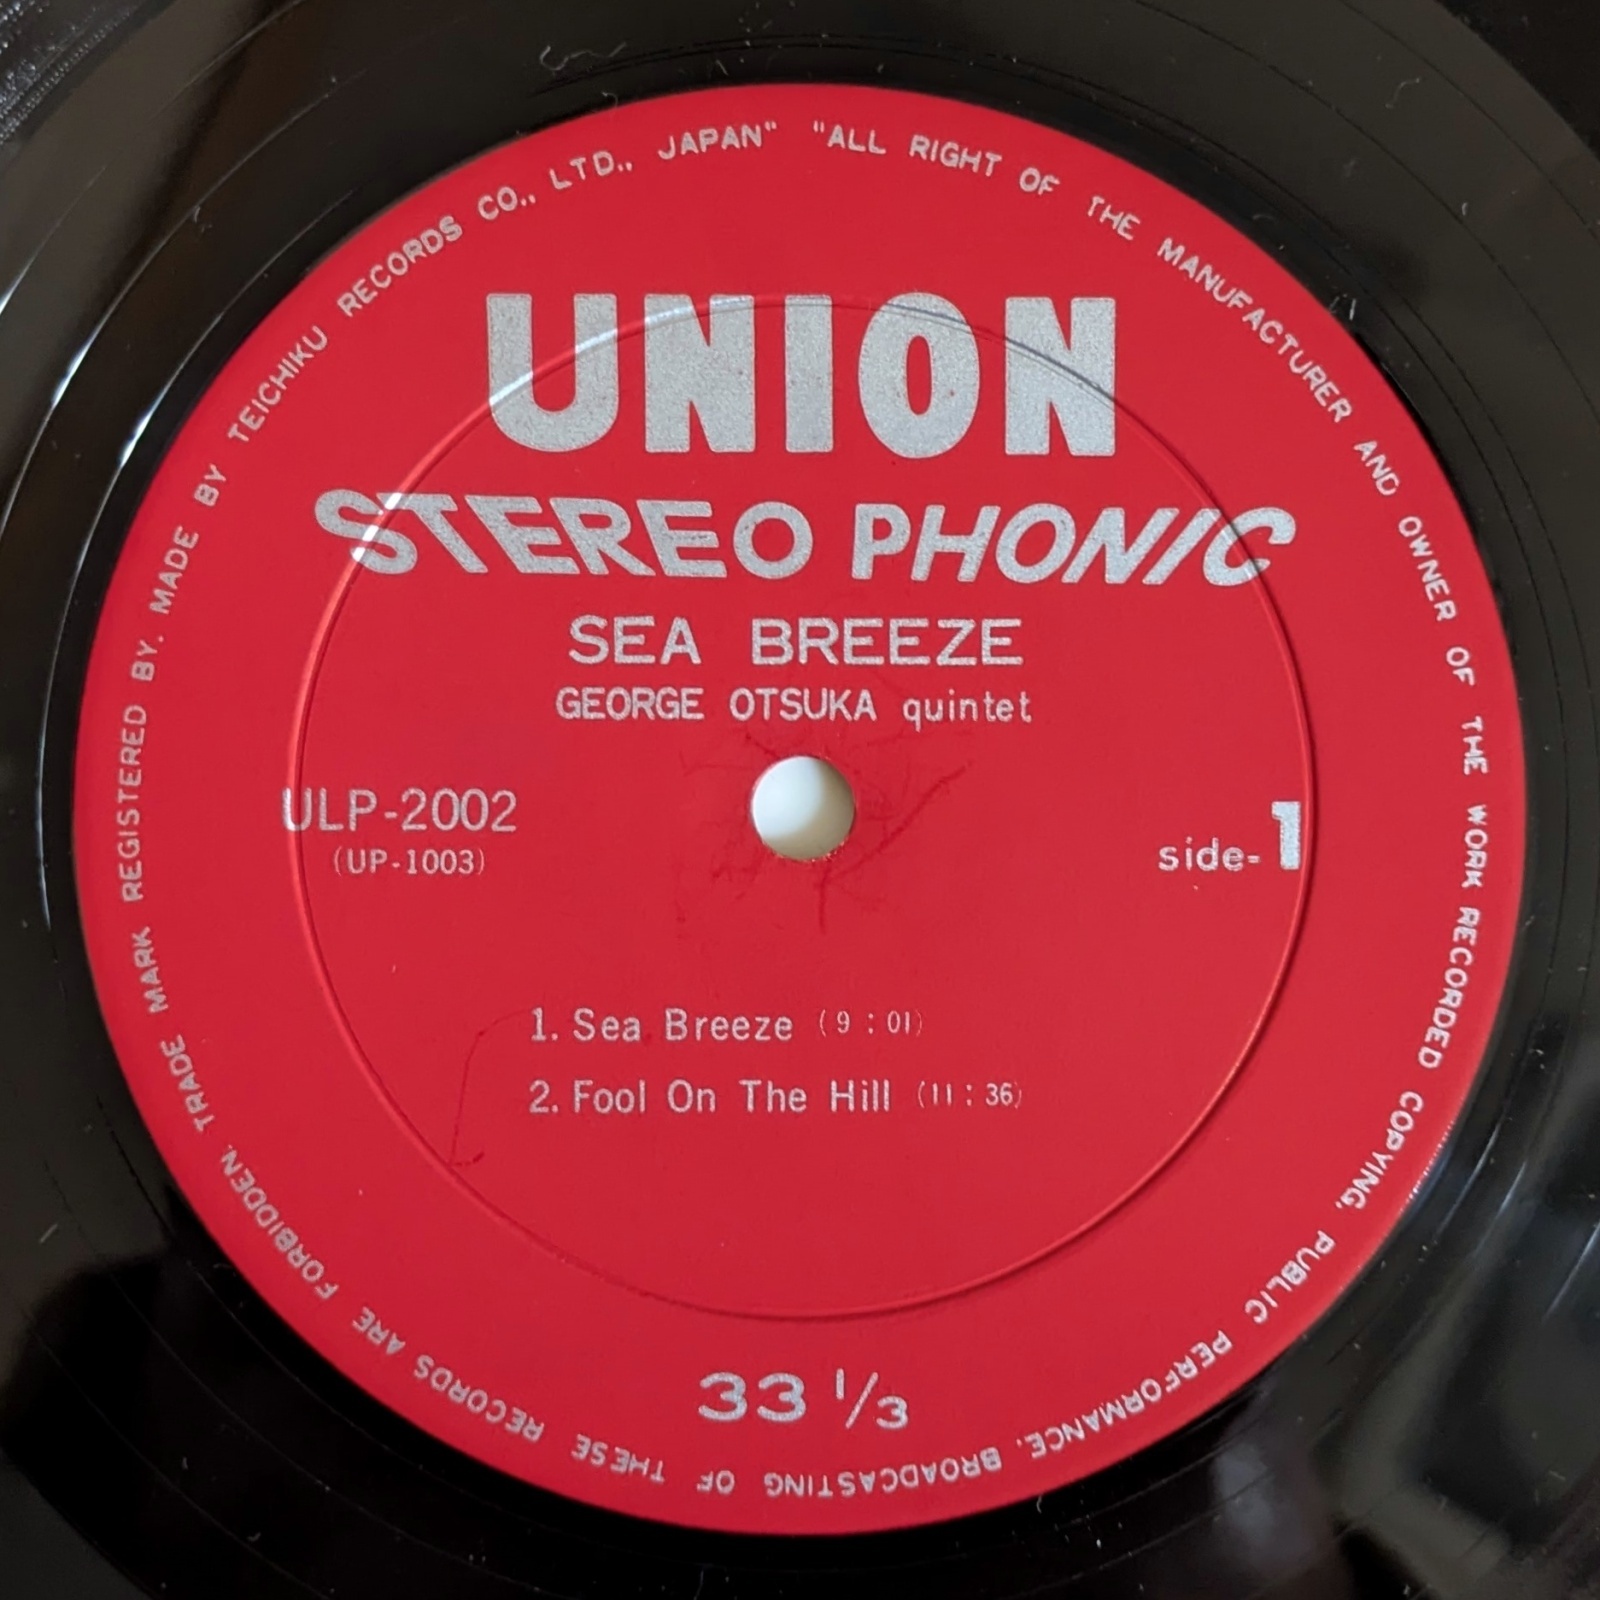 "ALL RIGHT OF THE MANUFACTURER AND OWNER OF THE WORK RECORDED COPYING, PUBLIC PERFORMANCE, BROADCASTING OF THESE RECORDS ARE FORBIDDEN. TRADE MARK REGISTERED BY. MADE BY TEICHIKU RECORDS CO., LTD., JAPAN"
UNION
STEREO PHONIC
SEA BREEZE
GEORGE OTSUKA quintet
ULP-2002
(UP-1003)
side-1
1. Sea Breeze (9:01)
2. Fool On The Hill (11:36)
33 1/3